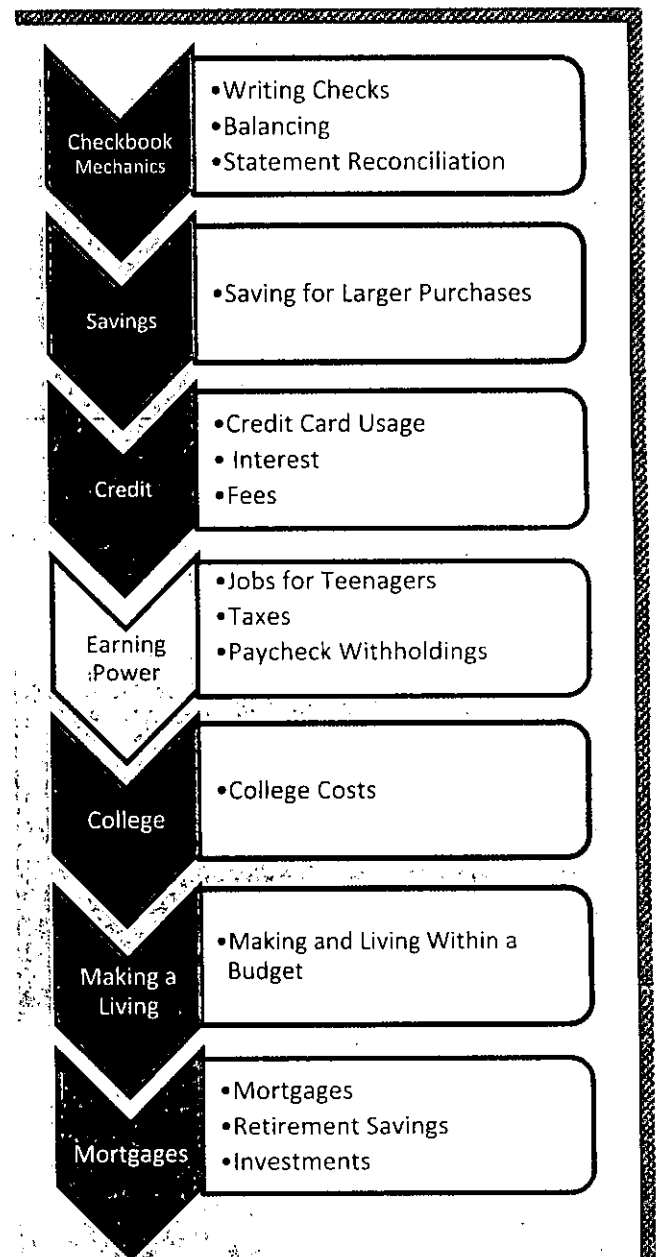 Checkbook
Mechanics
•Writing Checks
•Balancing
•Statement Reconciliation
Savings
•Saving for Larger Purchases
Credit
•Credit Card Usage
• Interest
•Fees
Earning
Power
•Jobs for Teenagers
•Taxes
•Paycheck Withholdings
College
•College Costs
Making a
Living
•Making and Living Within a
Budget
Mortgages
•Mortgages
•Retirement Savings
•Investments